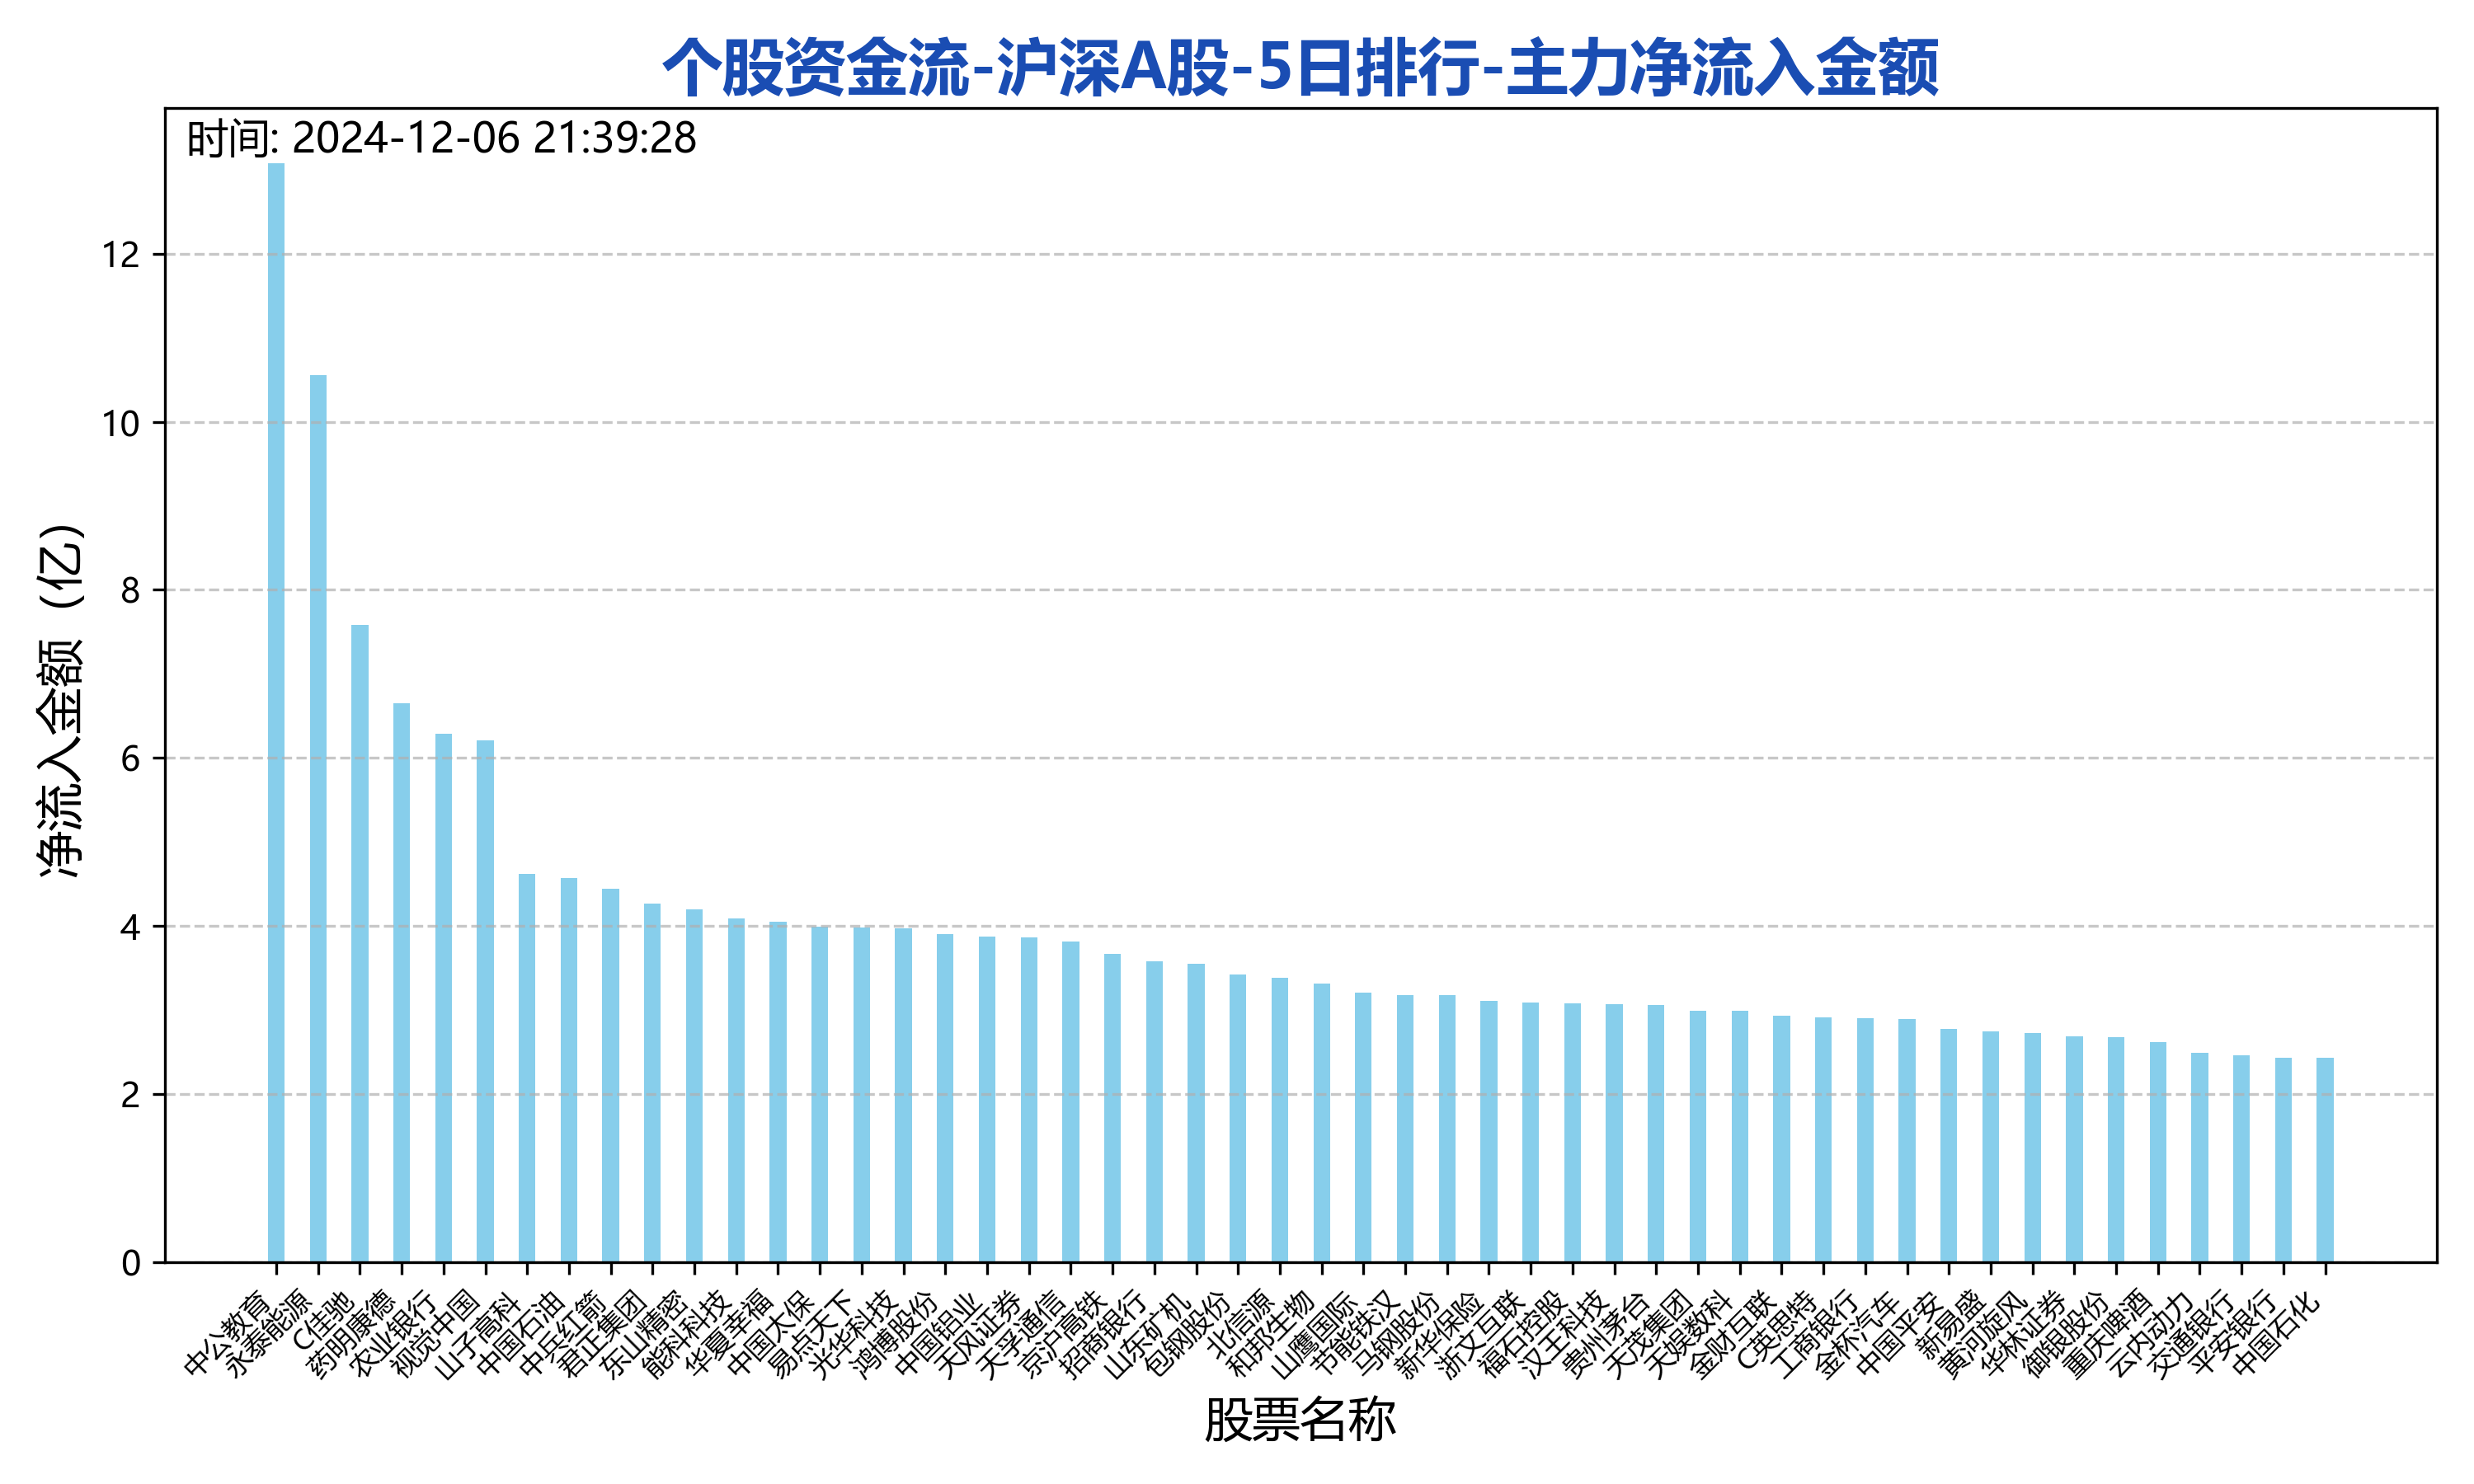 个股资金流-沪深A股-5日排行-主力净流入金额
时间: 2024-12-06 21:39:28
净流入金额 (亿)
12
10
8
6
4
2
0
中公教育
永泰能源
C佳驰
药明康德
农业银行
视觉中国
山子高科
中国石油
中兵红箭
君正集团
东山精密
能科科技
华夏幸福
中国太保
易点天下
光华科技
鸿博股份
中国铝业
天风证券
天孚通信
京沪高铁
招商银行
山东矿机
包钢股份
北信源
和邦生物
山鹰国际
节能铁汉
马钢股份
新华保险
浙文互联
福石控股
汉王科技
贵州茅台
天茂集团
天娱数科
金财互联
C英思特
工商银行
金杯汽车
中国平安
新易盛
黄河旋风
华林证券
御银股份
重庆啤酒
云内动力
交通银行
平安银行
中国石化
股票名称